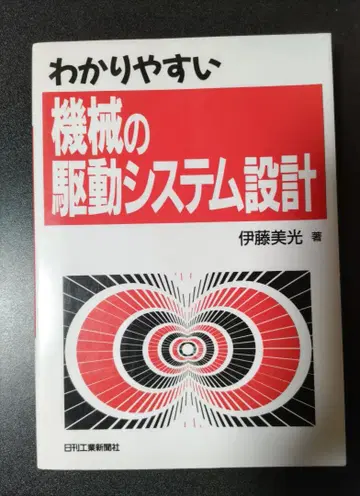 わかりやすい
機械の
駆動システム設計
伊藤美光 著
日刊工業新聞社